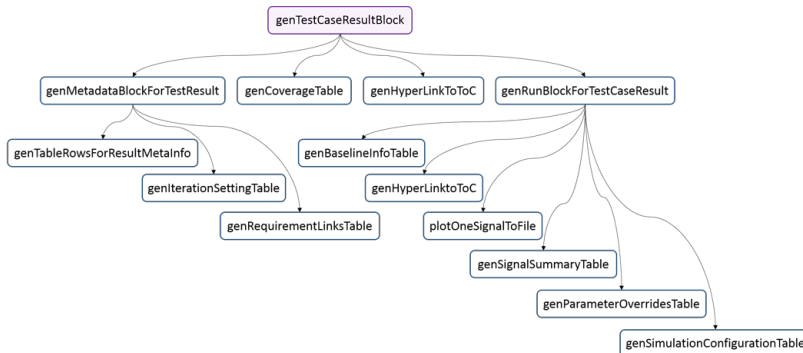 genTestCaseResultBlock
genMetadataBlockForTestResult
genCoverageTable
genHyperLinkToToC
genRunBlockForTestCaseResult
genTableRowsForResultMetaInfo
genBaselineInfoTable
genIterationSettingTable
genHyperLinktoToC
genRequirementLinksTable
plotOneSignalToFile
genSignalSummaryTable
genParameterOverridesTable
genSimulationConfigurationTable